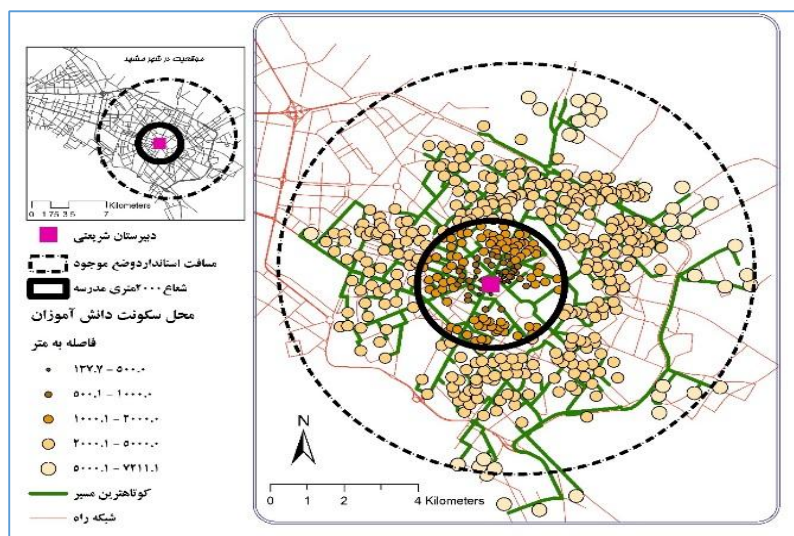 موقعیت در شهر مشهد
0 1.75 3.5 7
Kilometers
دبیرستان شریعتی
مسافت استانداردوضع موجود
شعاع ۲۰۰۰متری مدرسه
محل سکونت دانش آموزان
فاصله به متر
۱۳۷.۷ - ۵۰۰.۰
۵۰۰.۱ - ۱۰۰۰.۰
۱۰۰۰.۱ - ۲۰۰۰.۰
۲۰۰۰.۱ - ۵۰۰۰.۰
۵۰۰۰.۱ - ۷۲۱۱.۱
کوتاهترین مسیر
شبکه راه
N
0 1 2 4 Kilometers